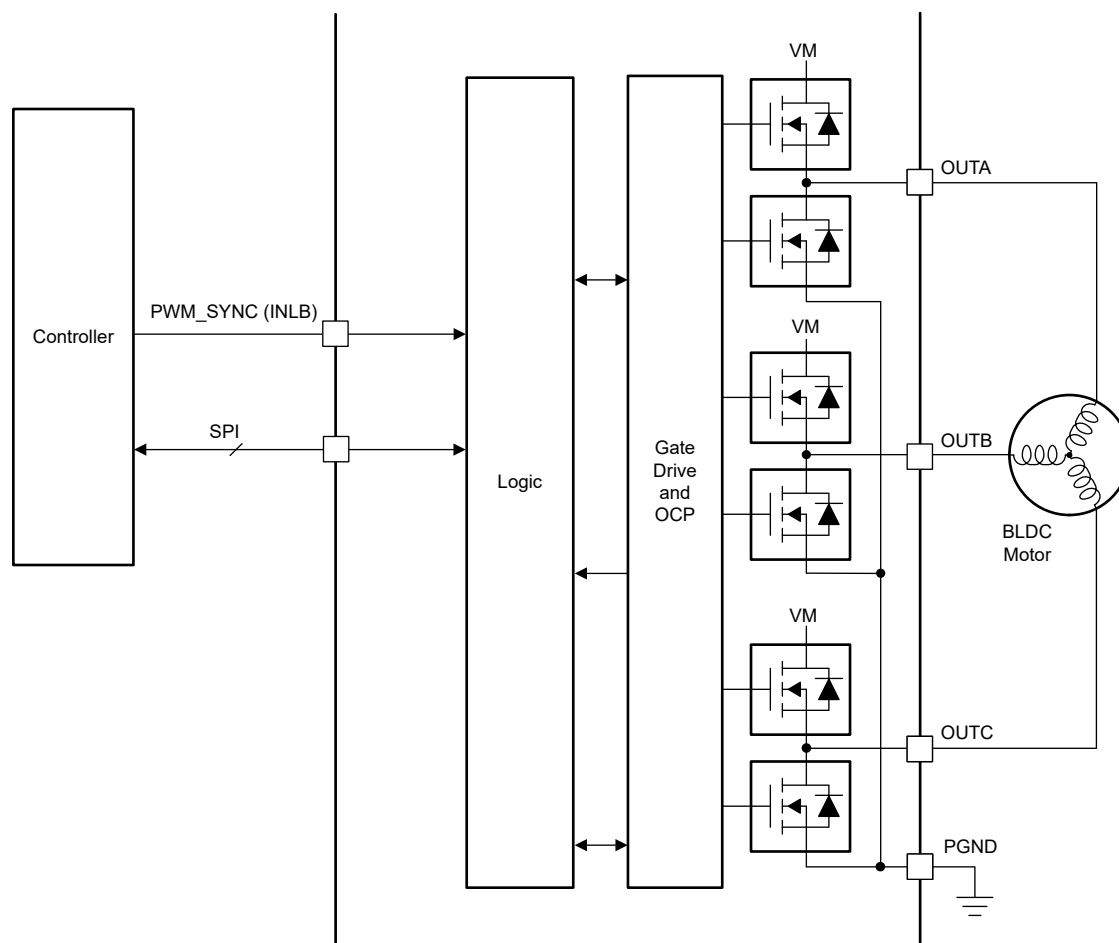 VM
OUTA
PWM_SYNC (INLB)
Controller
VM
SPI
OUTB
Logic
Gate
Drive
and
OCP
BLDC
Motor
VM
OUTC
PGND